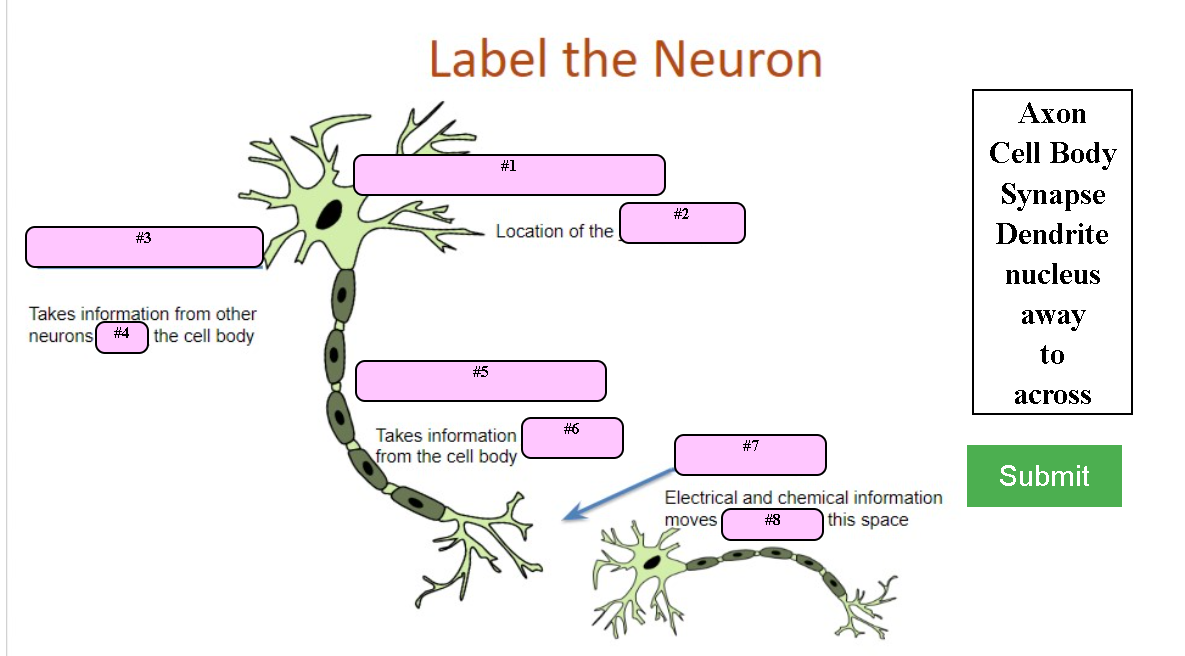 Label the Neuron
#1
#2
Location of the
#3
Takes information from other
neurons #4 the cell body
#5
#6
Takes information
from the cell body
#7
Electrical and chemical information
moves #8 this space
Axon
Cell Body
Synapse
Dendrite
nucleus
away
to
across
Submit